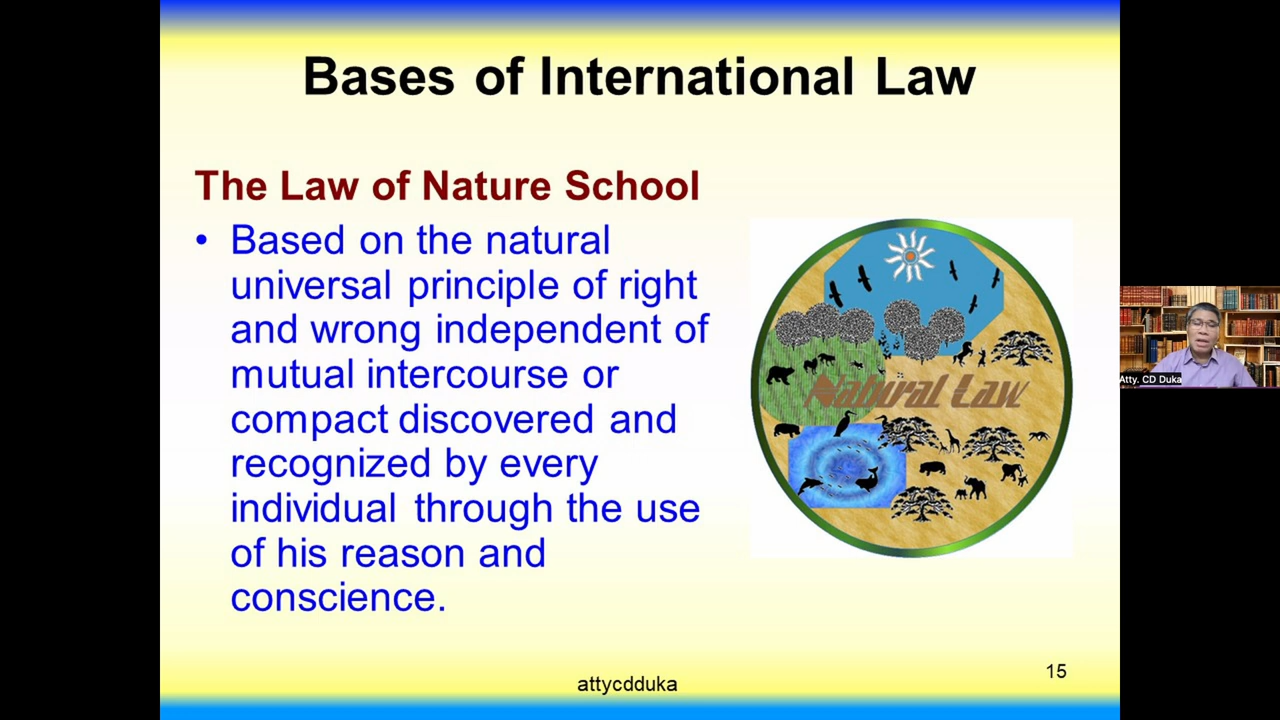 Bases of International Law
The Law of Nature School
• Based on the natural
universal principle of right
and wrong independent of
mutual intercourse or
compact discovered and
recognized by every
individual through the use
of his reason and
conscience.
Natural Law
Atty. CD Duka
15
attycdduka